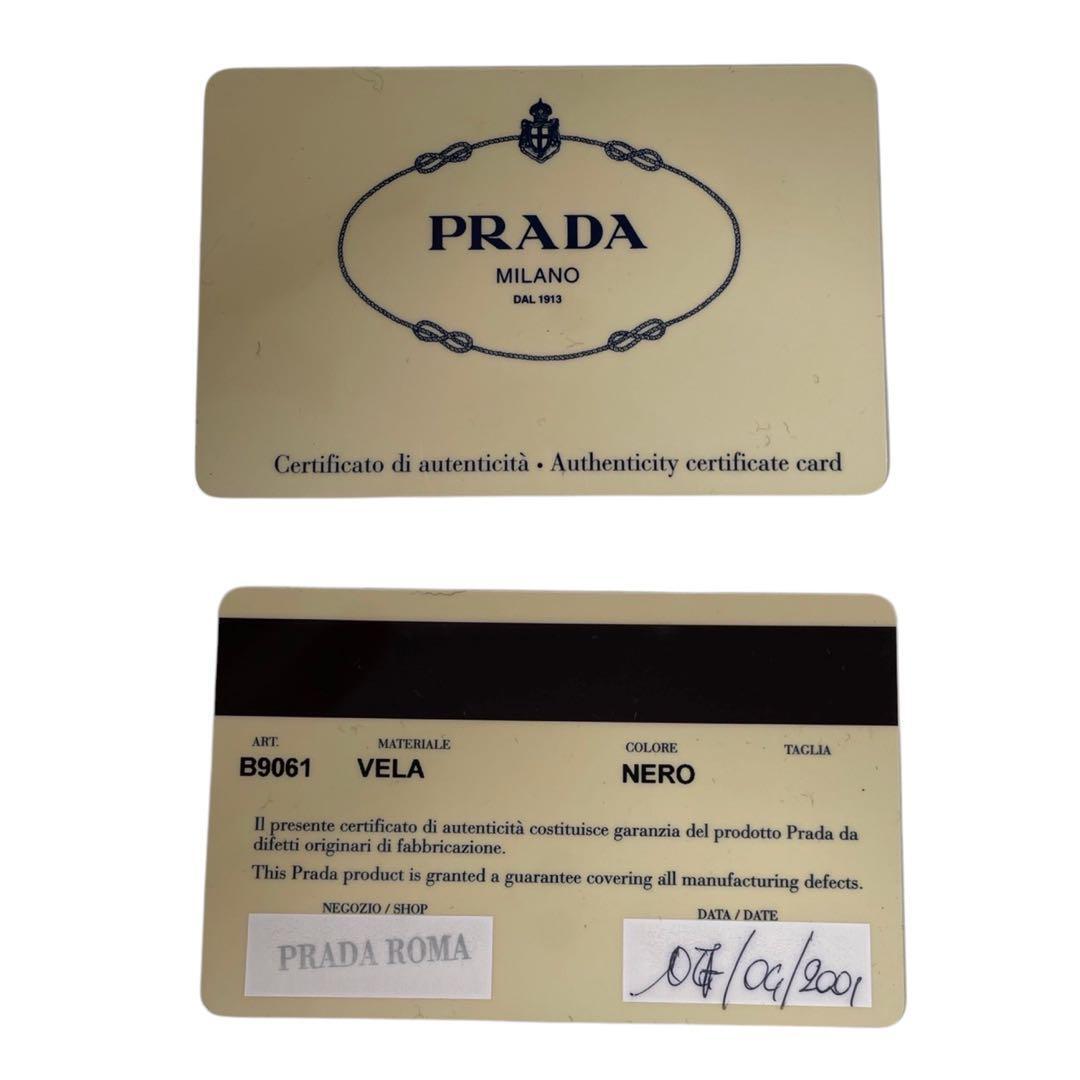 PRADA
MILANO
DAL 1913
Certificato di autenticità • Authenticity certificate card
ART. MATERIALE COLORE TAGLIA
B9061 VELA NERO
Il presente certificato di autenticità costituisce garanzia del prodotto Prada da
difetti originari di fabbricazione.
This Prada product is granted a guarantee covering all manufacturing defects.
NEGOZIO / SHOP DATA / DATE
PRADA ROMA 07/04/2001